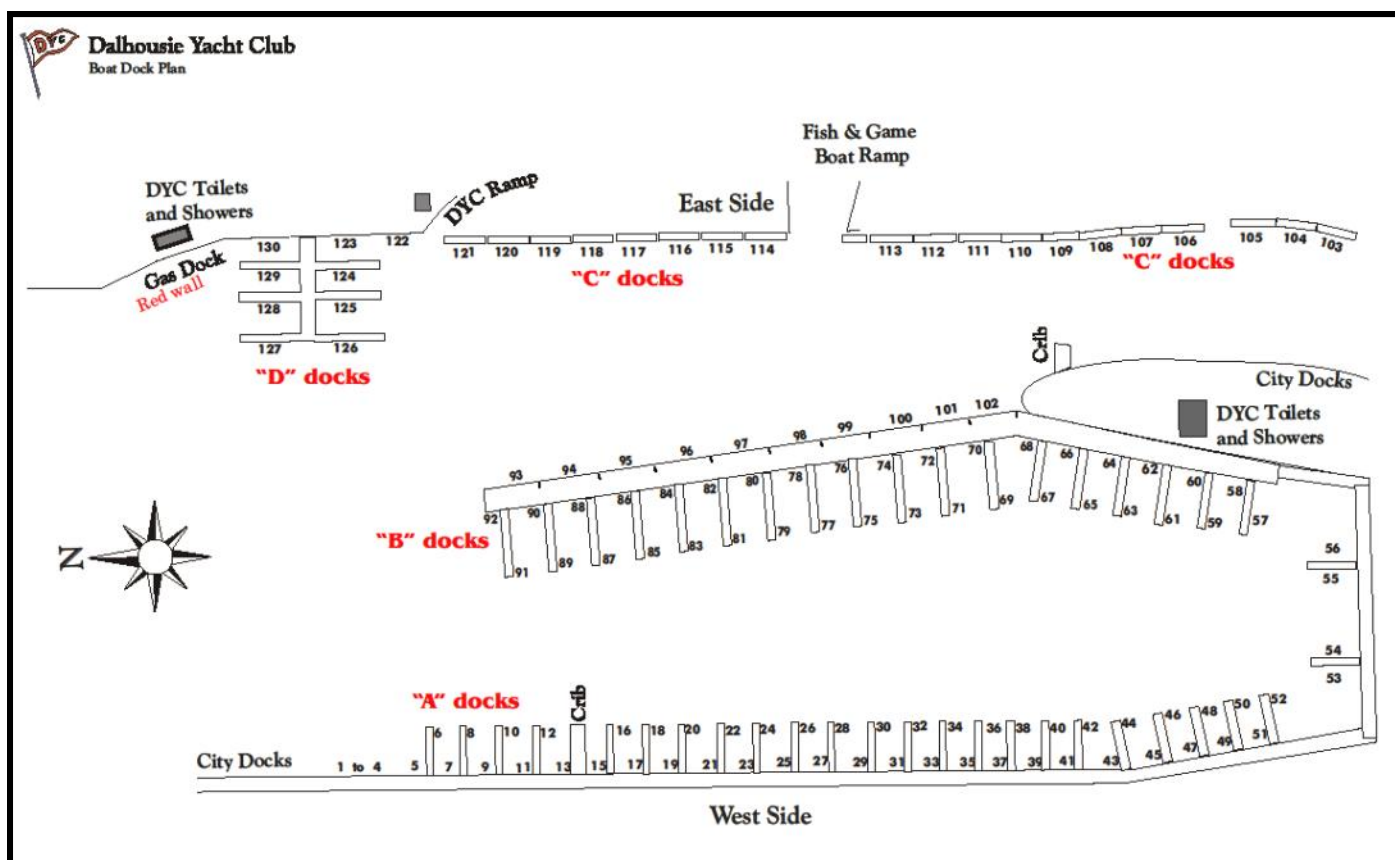 DYC
Dalhousie Yacht Club
Boat Dock Plan
Fish & Game
Boat Ramp
DYC Toilets
and Showers
DYC Ramp
East Side
130 123 122
121 120 119 118 117 116 115 114
113 112 111 110 109 108 107 106
105 104 103
Gas Dock
Red wall
"C" docks
"C" docks
129 124
128 125
127 126
"D" docks
Crib
City Docks
DYC Toilets
and Showers
93 94 95 96 97 98 99 100 101 102
92 90 88 86 84 82 80 78 76 74 72 70 68 66 64 62 60 58
91 89 87 85 83 81 79 77 75 73 71 69 67 65 63 61 59 57
"B" docks
N
56
55
54
53
"A" docks
Crib
6 8 10 12 16 18 20 22 24 26 28 30 32 34 36 38 40 42 44 46 48 50 52
City Docks
1 to 4
5 7 9 11 13 15 17 19 21 23 25 27 29 31 33 35 37 39 41 43 45 47 49 51
West Side